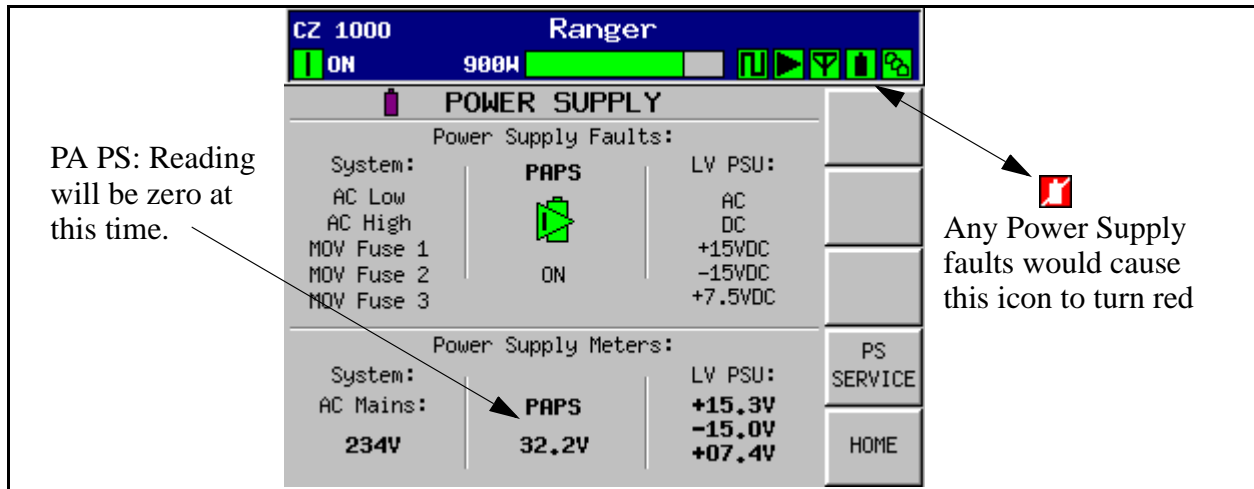 CZ 1000
Ranger
ON
900W
POWER SUPPLY
Power Supply Faults:
System:
AC Low
AC High
MOV Fuse 1
MOV Fuse 2
MOV Fuse 3
PAPS
ON
LV PSU:
AC
DC
+15VDC
-15VDC
+7.5VDC
Power Supply Meters:
System:
AC Mains:
234V
PAPS
32.2V
LV PSU:
+15.3V
-15.0V
+07.4V
PS
SERVICE
HOME
PA PS: Reading
will be zero at
this time.
Any Power Supply
faults would cause
this icon to turn red